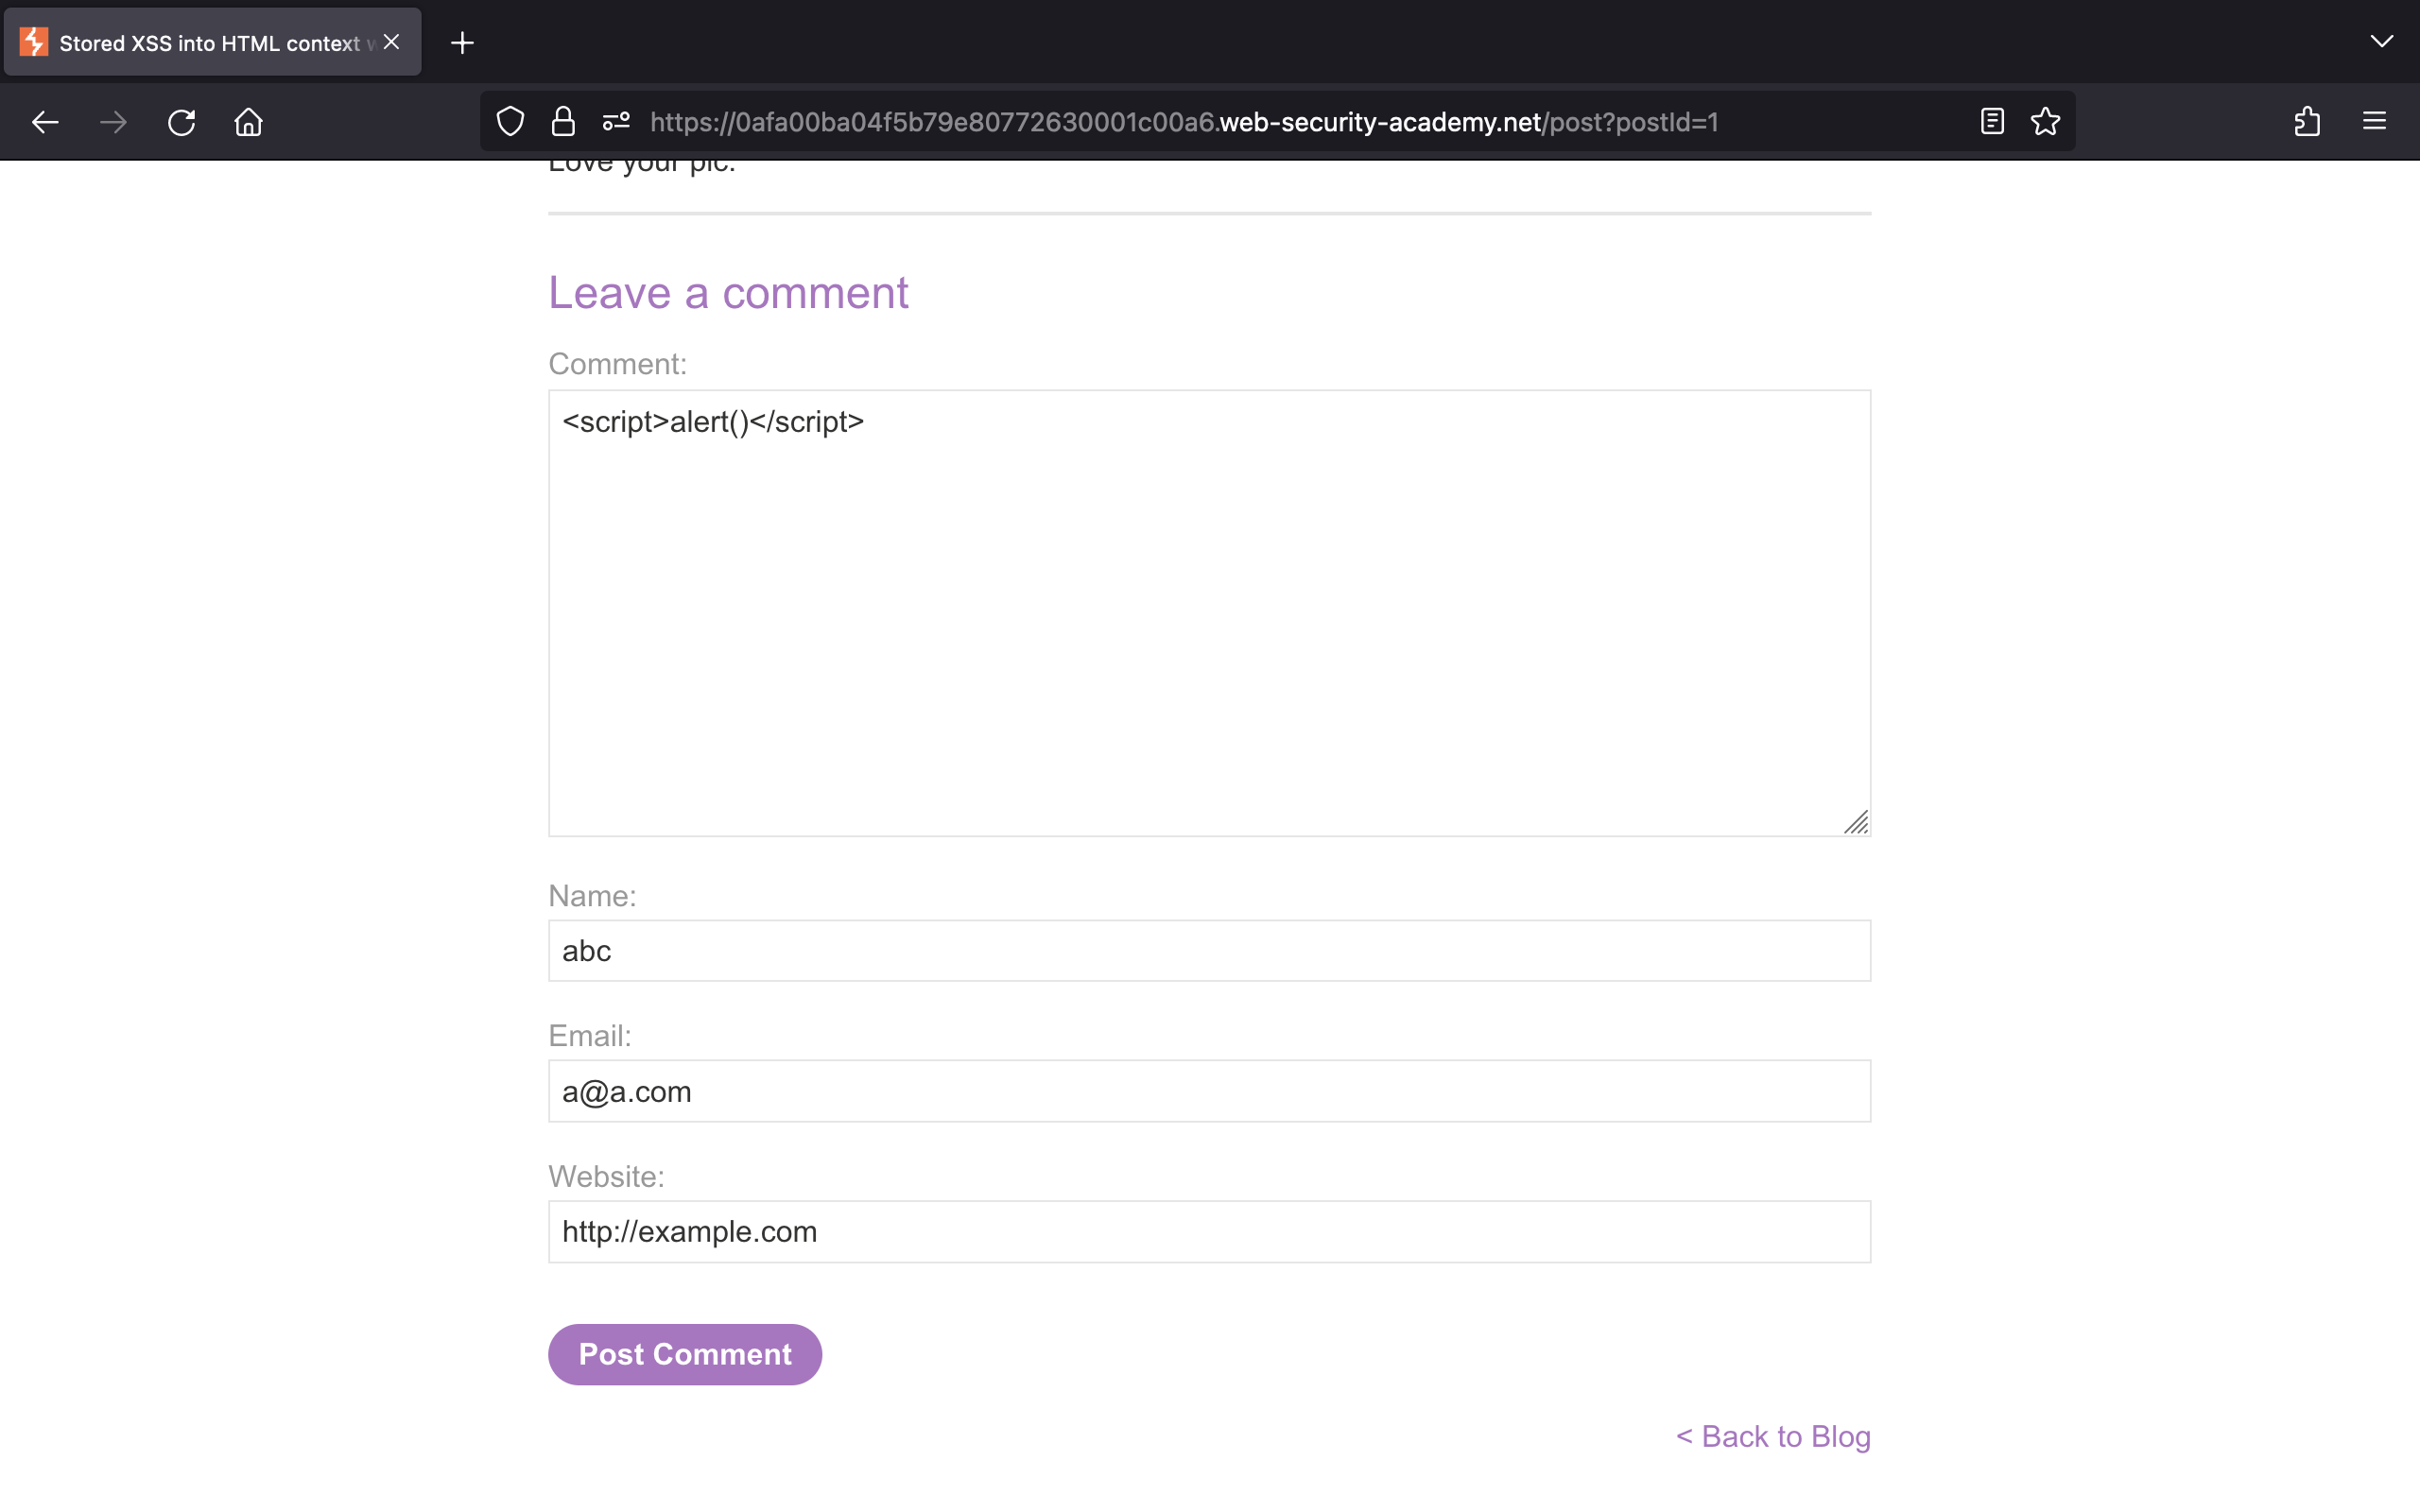 Stored XSS into HTML context w
https://0afa00ba04f5b79e80772630001c00a6.web-security-academy.net/post?postId=1
Love your pic.
Leave a comment
Comment:
<script>alert()</script>
Name:
abc
Email:
a@a.com
Website:
http://example.com
Post Comment
< Back to Blog